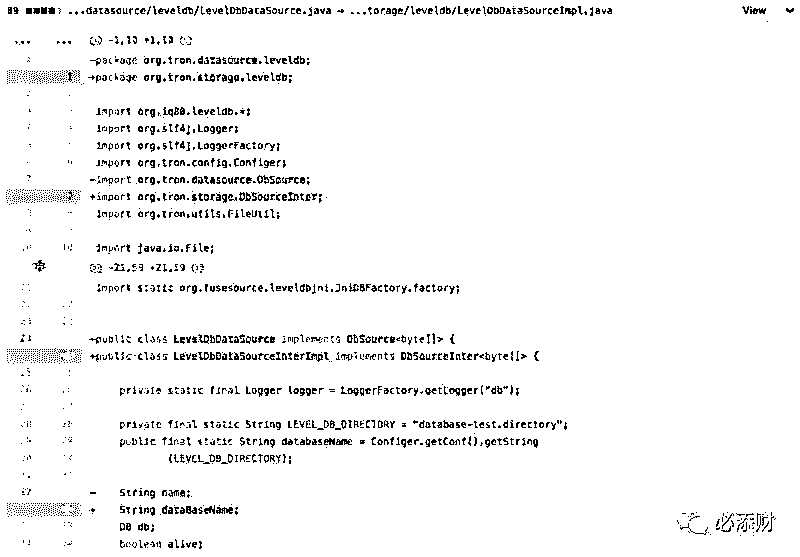 89 ...datasource/leveldb/LevelDbDataSource.java → ...torage/leveldb/LevelDbDataSourceImpl.java View
... ... @@ -1,10 +1,10 @@
-package org.tron.datasource.leveldb;
+package org.tron.storage.leveldb;
import org.iq80.leveldb.*;
import org.slf4j.Logger;
import org.slf4j.LoggerFactory;
import org.tron.config.Configer;
-import org.tron.datasource.DbSource;
+import org.tron.storage.DbSourceInter;
import org.tron.utils.FileUtil;
import java.io.File;
@@ -21,59 +21,59 @@
import static org.fusesource.leveldbjni.JniDBFactory.factory;
-public class LevelDbDataSource implements DbSource<byte[]> {
+public class LevelDbDataSourceInterImpl implements DbSourceInter<byte[]> {
private static final Logger logger = LoggerFactory.getLogger("db");
private final static String LEVEL_DB_DIRECTORY = "database-test.directory";
public final static String databaseName = Configer.getConf().getString
(LEVEL_DB_DIRECTORY);
- String name;
+ String dataBaseName;
DB db;
boolean alive;
必添财